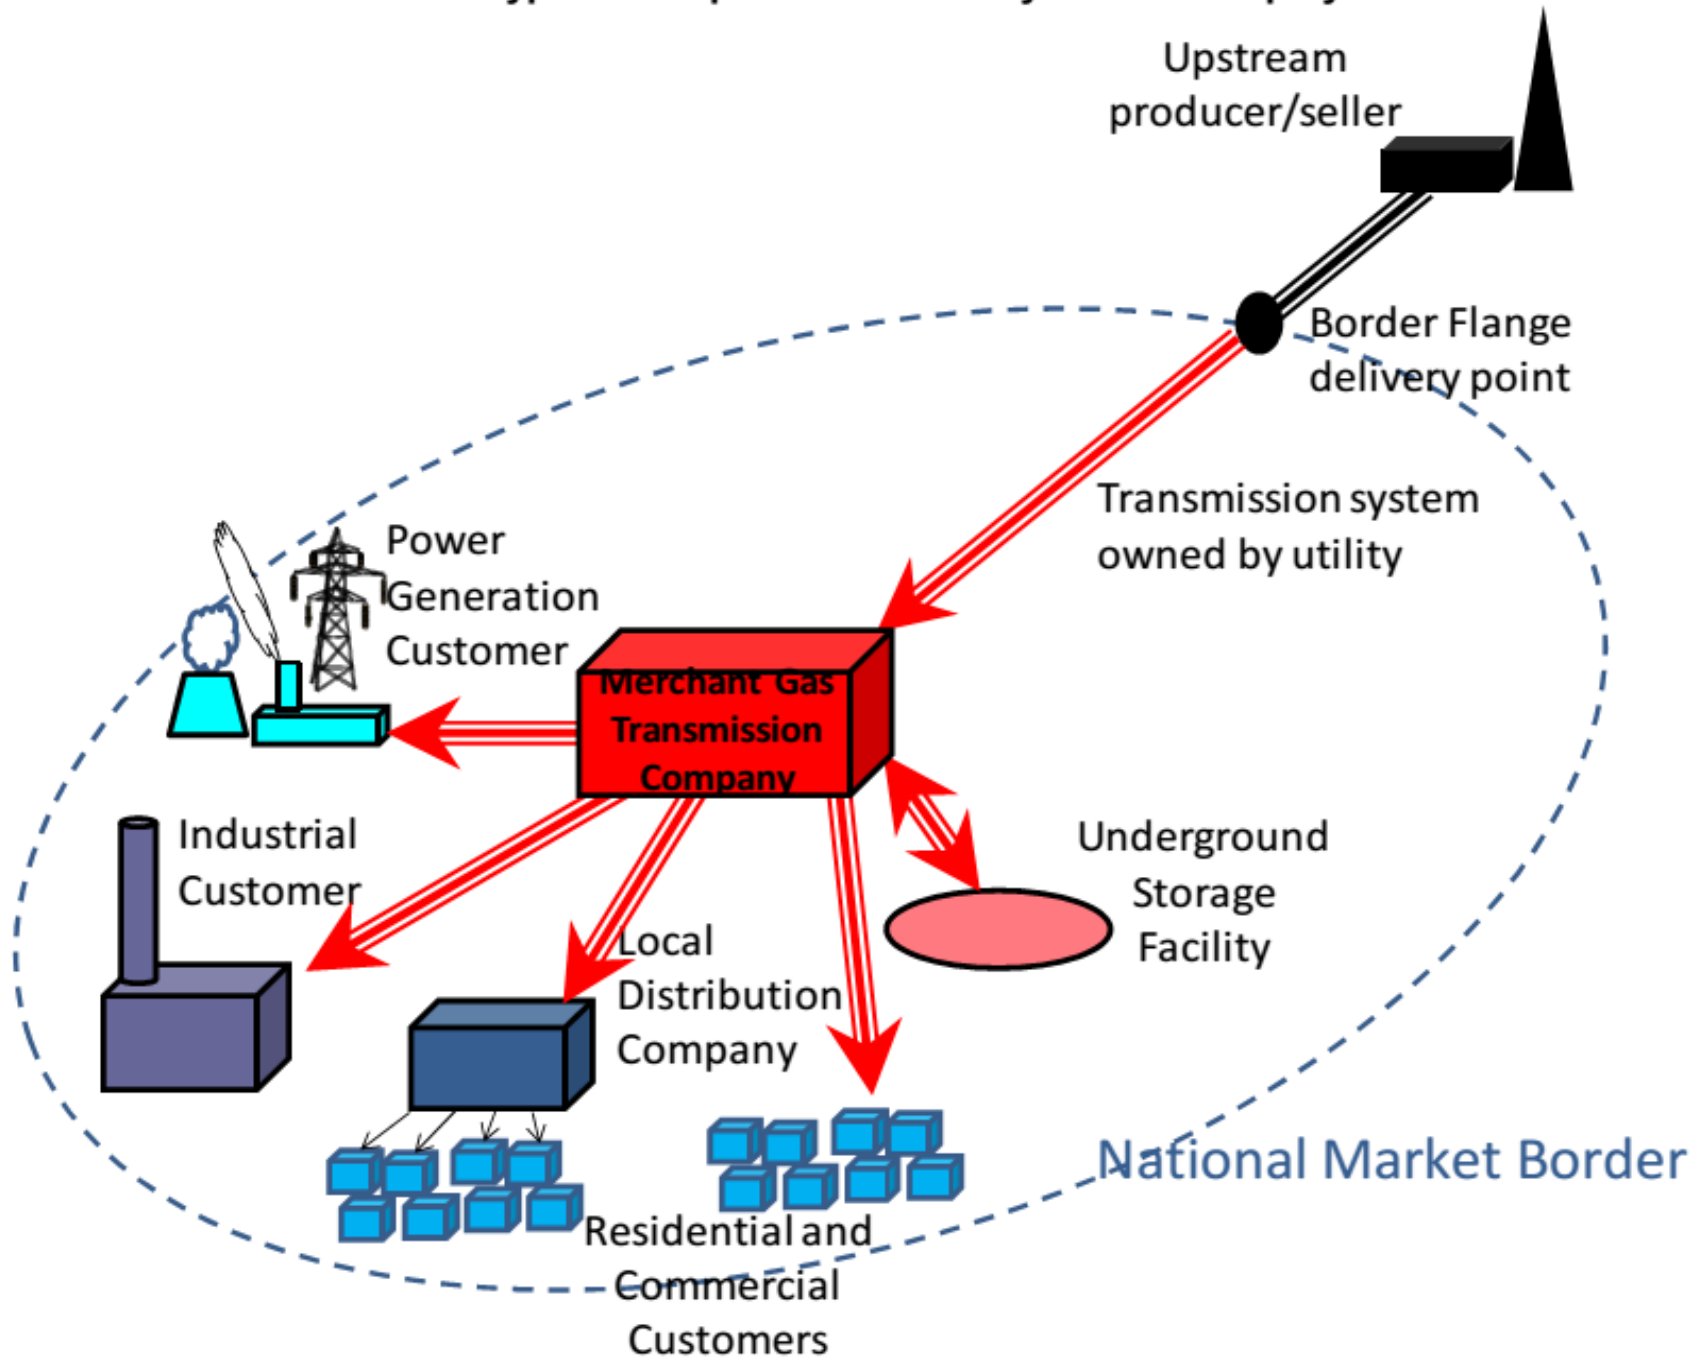 Upstream
producer/seller
Border Flange
delivery point
Transmission system
owned by utility
Power
Generation
Customer
Merchant Gas
Transmission
Company
Industrial
Customer
Underground
Storage
Facility
Local
Distribution
Company
National Market Border
Residential and
Commercial
Customers